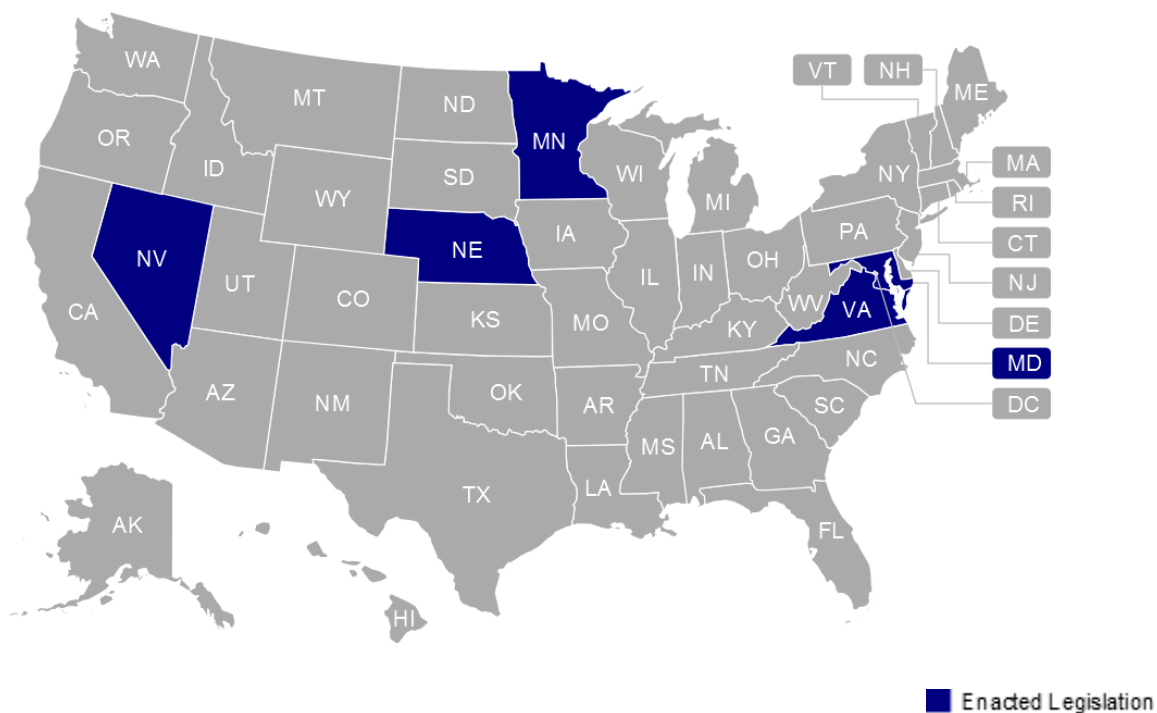 WA
MT
ND
MN
VT
NH
ME
OR
ID
SD
WI
MI
NY
MA
WY
RI
NV
NE
IA
PA
CT
UT
CO
IL
IN
OH
NJ
CA
KS
MO
WV
VA
DE
KY
MD
AZ
NM
OK
AR
TN
NC
DC
SC
MS
AL
GA
TX
LA
AK
FL
HI
Enacted Legislation